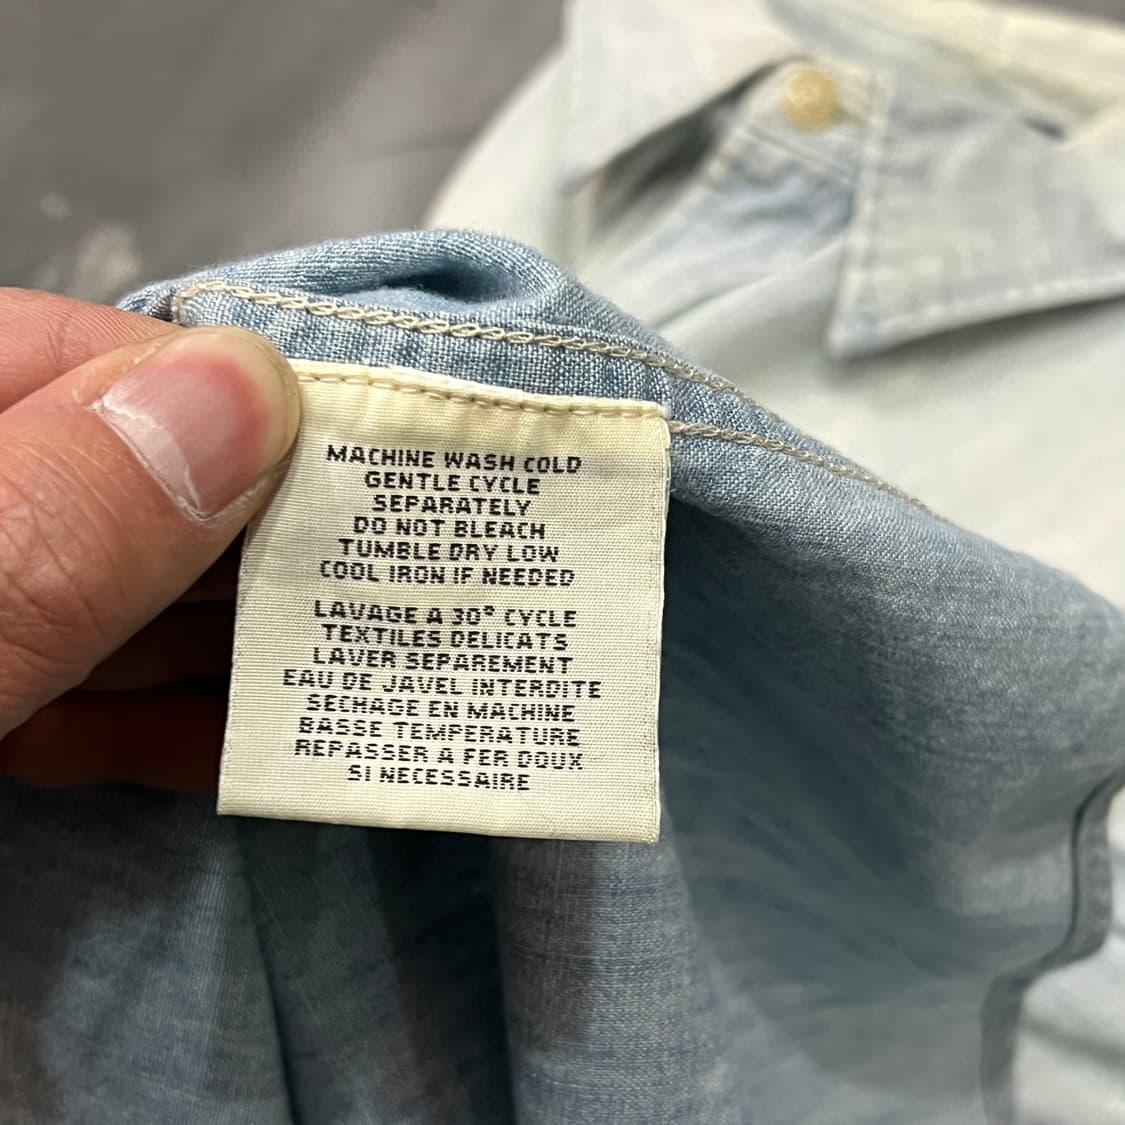 MACHINE WASH COLD
GENTLE CYCLE
SEPARATELY
DO NOT BLEACH
TUMBLE DRY LOW
COOL IRON IF NEEDED
LAVAGE A 30° CYCLE
TEXTILES DELICATS
LAVER SEPAREMENT
EAU DE JAVEL INTERDITE
SECHAGE EN MACHINE
BASSE TEMPERATURE
REPASSER A FER DOUX
SI NECESSAIRE